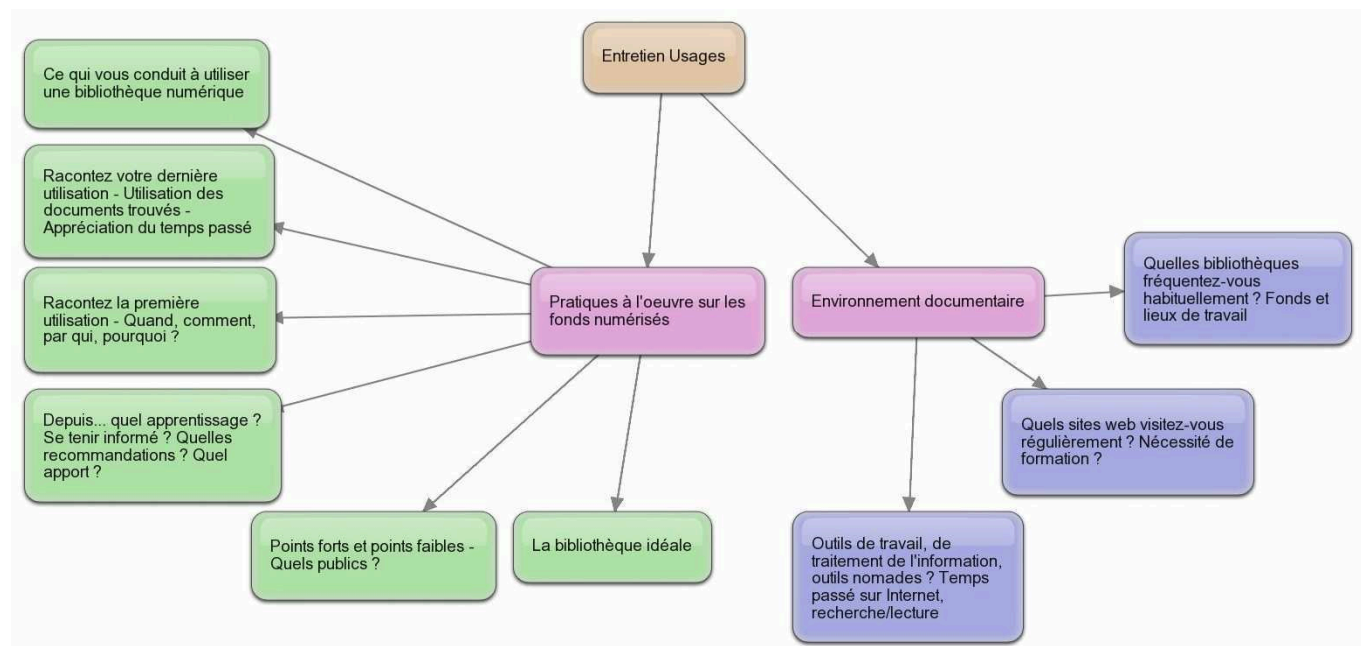 Entretien Usages
Ce qui vous conduit à utiliser
une bibliothèque numérique
Racontez votre dernière
utilisation - Utilisation des
documents trouvés -
Appréciation du temps passé
Racontez la première
utilisation - Quand, comment,
par qui, pourquoi ?
Depuis... quel apprentissage ?
Se tenir informé ? Quelles
recommandations ? Quel
apport ?
Points forts et points faibles -
Quels publics ?
La bibliothèque idéale
Pratiques à l'oeuvre sur les
fonds numérisés
Environnement documentaire
Quelles bibliothèques
fréquentez-vous
habituellement ? Fonds et
lieux de travail
Quels sites web visitez-vous
régulièrement ? Nécessité de
formation ?
Outils de travail, de
traitement de l'information,
outils nomades ? Temps
passé sur Internet,
recherche/lecture